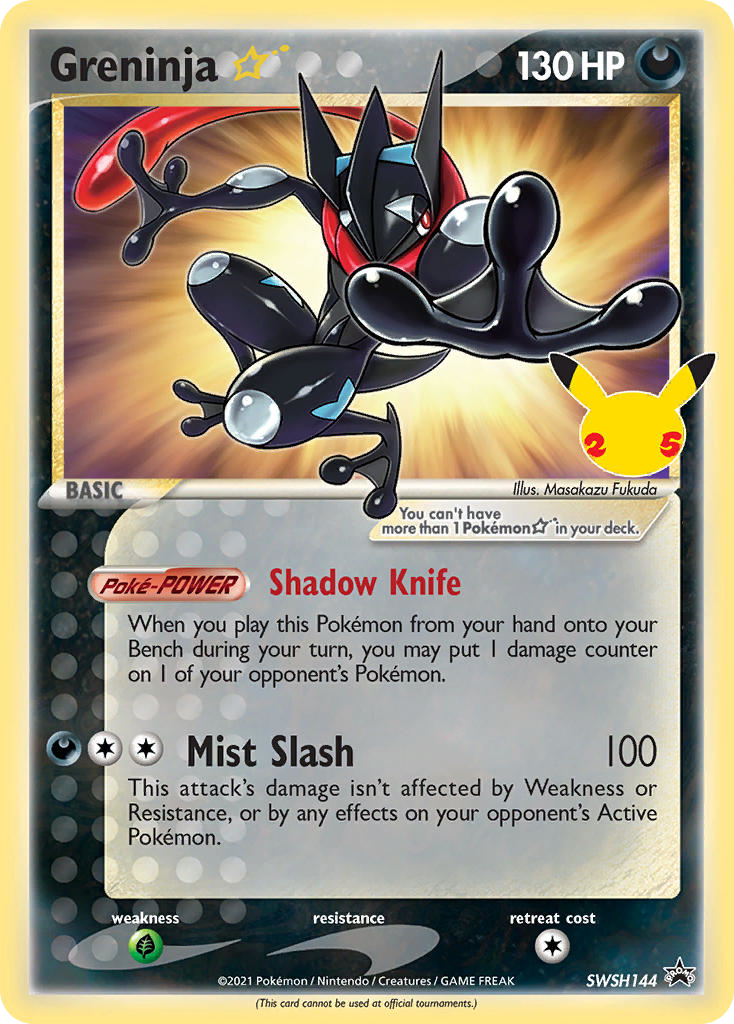 Greninja ☆
130 HP
25
BASIC
Illus. Masakazu Fukuda
You can't have
more than 1 Pokémon☆ in your deck.
Poké-POWER Shadow Knife
When you play this Pokémon from your hand onto your
Bench during your turn, you may put 1 damage counter
on 1 of your opponent's Pokémon.
Mist Slash 100
This attack's damage isn't affected by Weakness or
Resistance, or by any effects on your opponent's Active
Pokémon.
weakness resistance retreat cost
©2021 Pokémon / Nintendo / Creatures / GAME FREAK
SWSH144 PROMO
(This card cannot be used at official tournaments.)